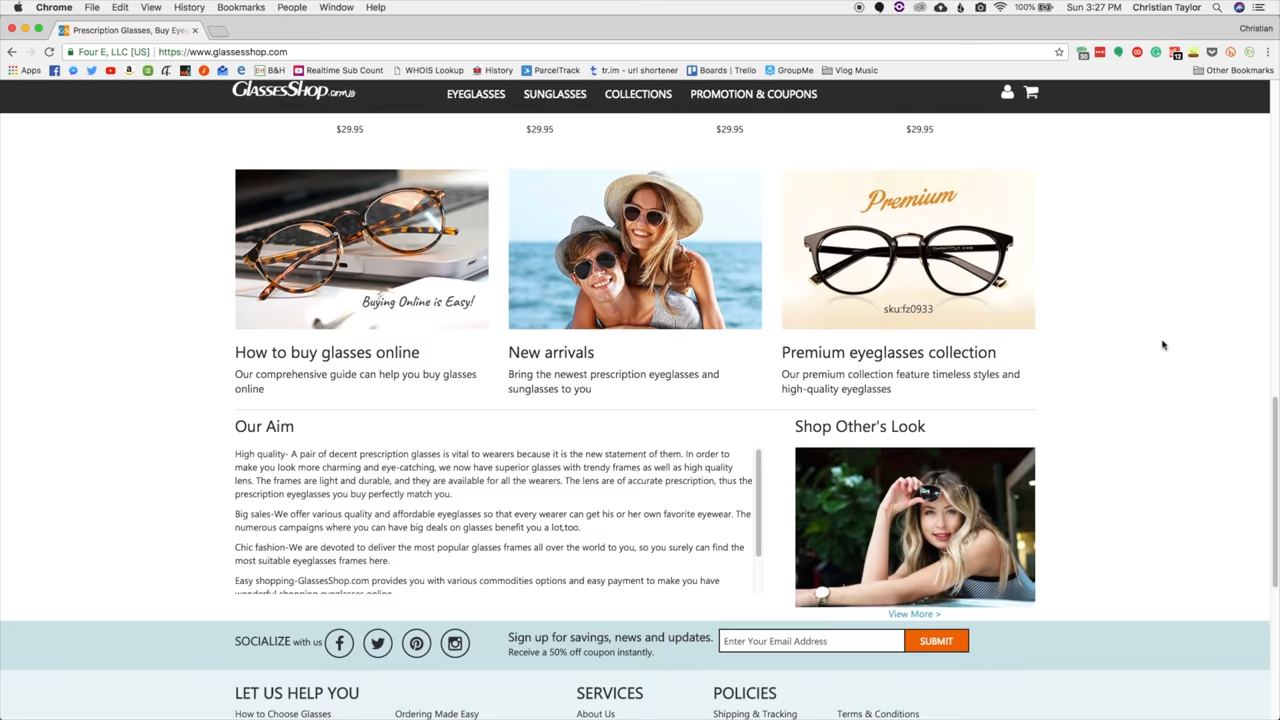 Chrome File Edit View History Bookmarks People Window Help 100% Sun 3:27 PM Christian Taylor
Prescription Glasses, Buy Eye Christian
Four E, LLC [US] https://www.glassesshop.com
Apps B&H Realtime Sub Count WHOIS Lookup History ParcelTrack tr.im - url shortener Boards | Trello GroupMe Vlog Music Other Bookmarks
GlassesShop.com EYEGLASSES SUNGLASSES COLLECTIONS PROMOTION & COUPONS
$29.95 $29.95 $29.95 $29.95
Buying Online is Easy!
Premium
sku:fz0933
How to buy glasses online
Our comprehensive guide can help you buy glasses
online
New arrivals
Bring the newest prescription eyeglasses and
sunglasses to you
Premium eyeglasses collection
Our premium collection feature timeless styles and
high-quality eyeglasses
Our Aim
High quality- A pair of decent prescription glasses is vital to wearers because it is the new statement of them. In order to
make you look more charming and eye-catching, we now have superior glasses with trendy frames as well as high quality
lens. The frames are light and durable, and they are available for all the wearers. The lens are of accurate prescription, thus the
prescription eyeglasses you buy perfectly match you.
Big sales-We offer various quality and affordable eyeglasses so that every wearer can get his or her own favorite eyewear. The
numerous campaigns where you can have big deals on glasses benefit you a lot,too.
Chic fashion-We are devoted to deliver the most popular glasses frames all over the world to you, so you surely can find the
most suitable eyeglasses frames here.
Easy shopping-GlassesShop.com provides you with various commodities options and easy payment to make you have
wonderful shopping eyeglasses online
Shop Other's Look
View More >
SOCIALIZE with us
Sign up for savings, news and updates.
Receive a 50% off coupon instantly.
Enter Your Email Address SUBMIT
LET US HELP YOU SERVICES POLICIES
How to Choose Glasses Ordering Made Easy About Us Shipping & Tracking Terms & Conditions